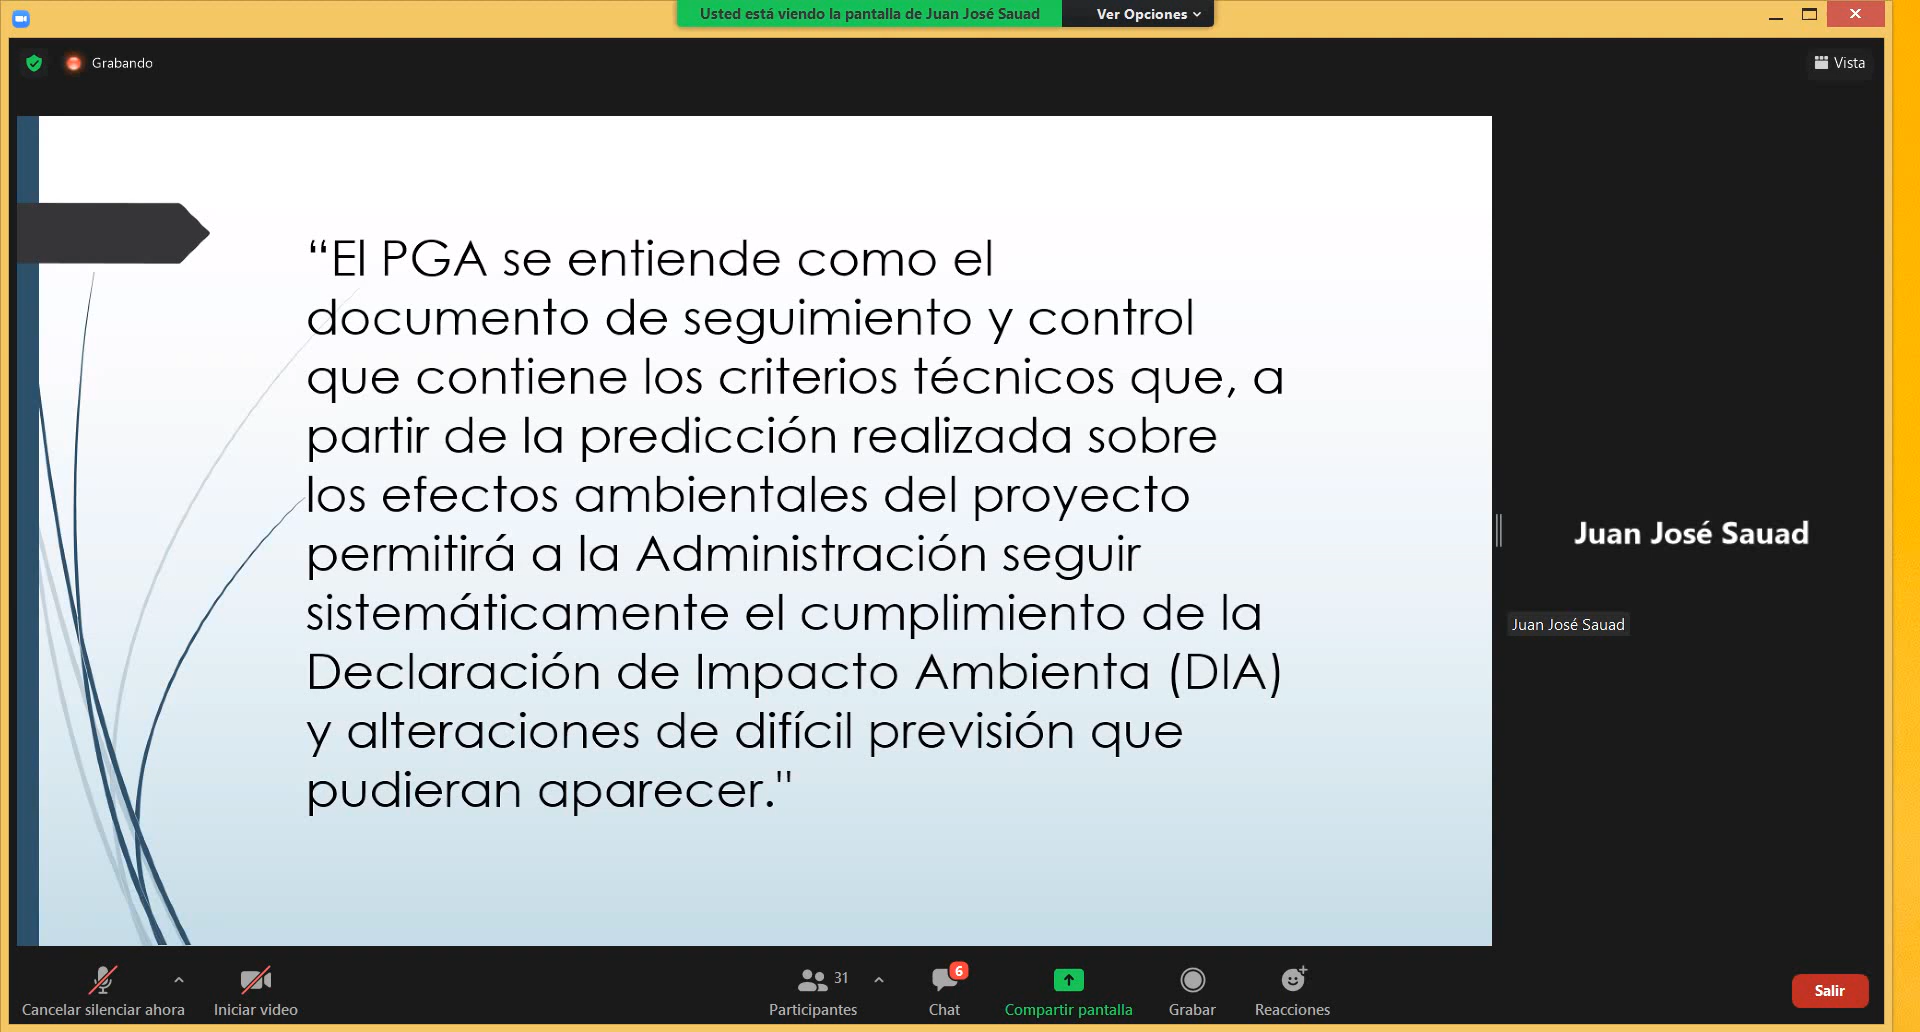 Usted está viendo la pantalla de Juan José Sauad
Ver Opciones
Grabando
Vista
“El PGA se entiende como el
documento de seguimiento y control
que contiene los criterios técnicos que, a
partir de la predicción realizada sobre
los efectos ambientales del proyecto
permitirá a la Administración seguir
sistemáticamente el cumplimiento de la
Declaración de Impacto Ambienta (DIA)
y alteraciones de difícil previsión que
pudieran aparecer."
Juan José Sauad
Juan José Sauad
Cancelar silenciar ahora
Iniciar video
31
Participantes
6
Chat
Compartir pantalla
Grabar
Reacciones
Salir